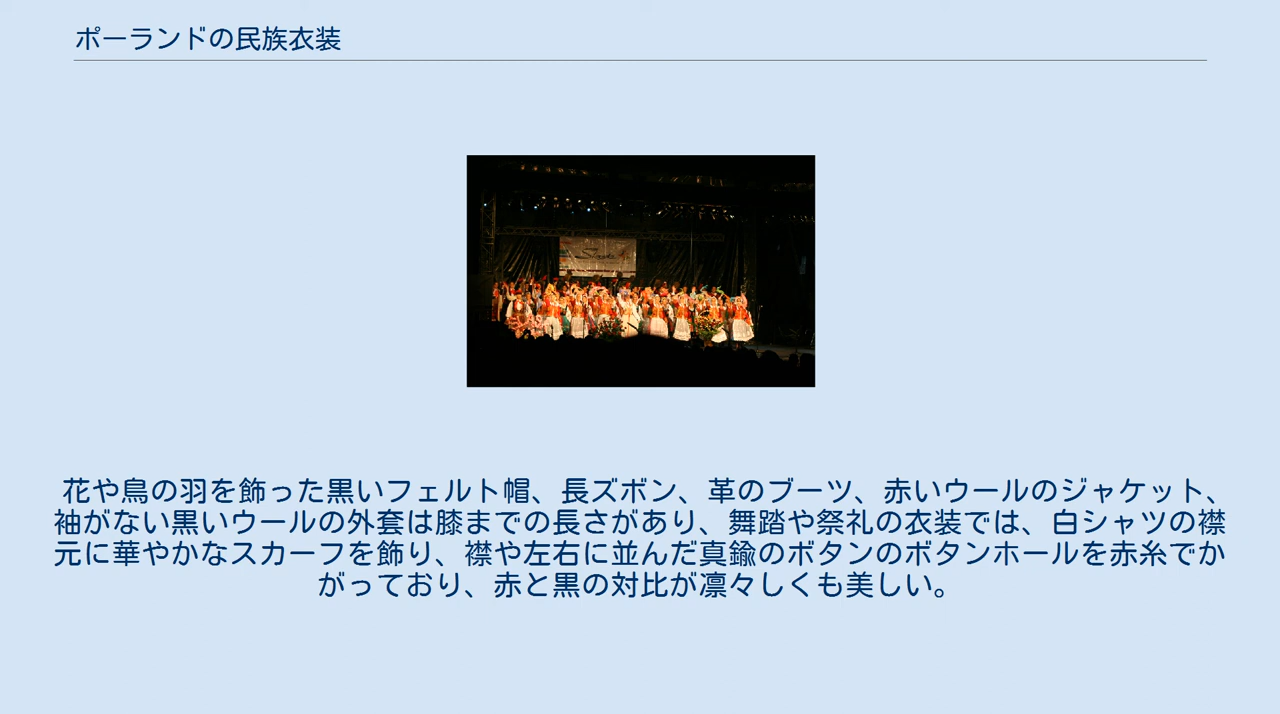 ポーランドの民族衣装
花や鳥の羽を飾った黒いフェルト帽、長ズボン、革のブーツ、赤いウールのジャケット、
袖がない黒いウールの外套は膝までの長さがあり、舞踏や祭礼の衣装では、白シャツの襟
元に華やかなスカーフを飾り、襟や左右に並んだ真鍮のボタンのボタンホールを赤糸でか
がっており、赤と黒の対比が凛々しくも美しい。